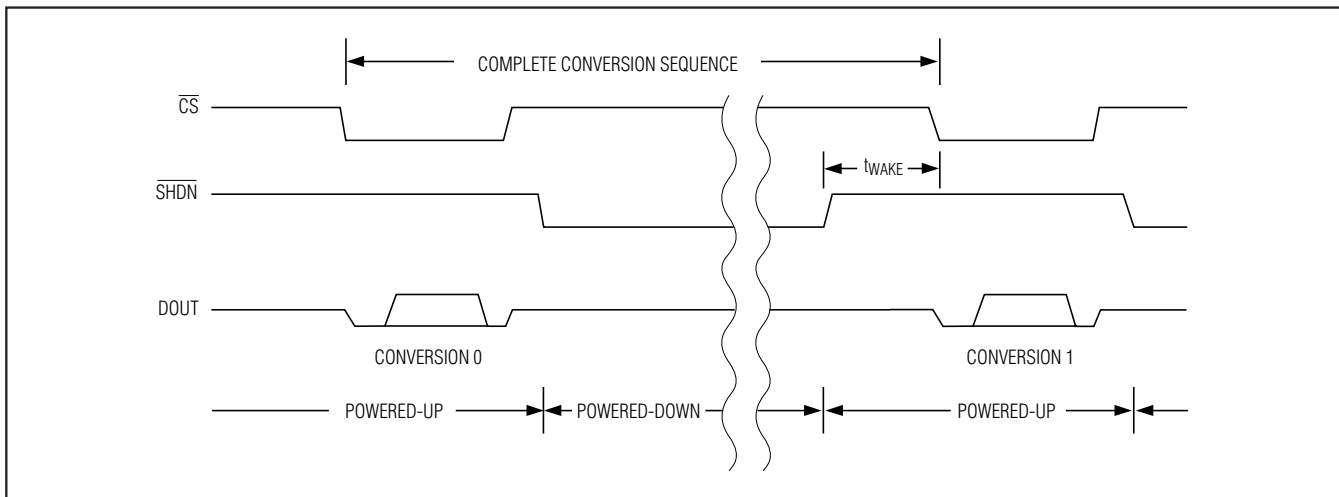 COMPLETE CONVERSION SEQUENCE
CS
tWAKE
SHDN
DOUT
CONVERSION 0 CONVERSION 1
POWERED-UP POWERED-DOWN POWERED-UP